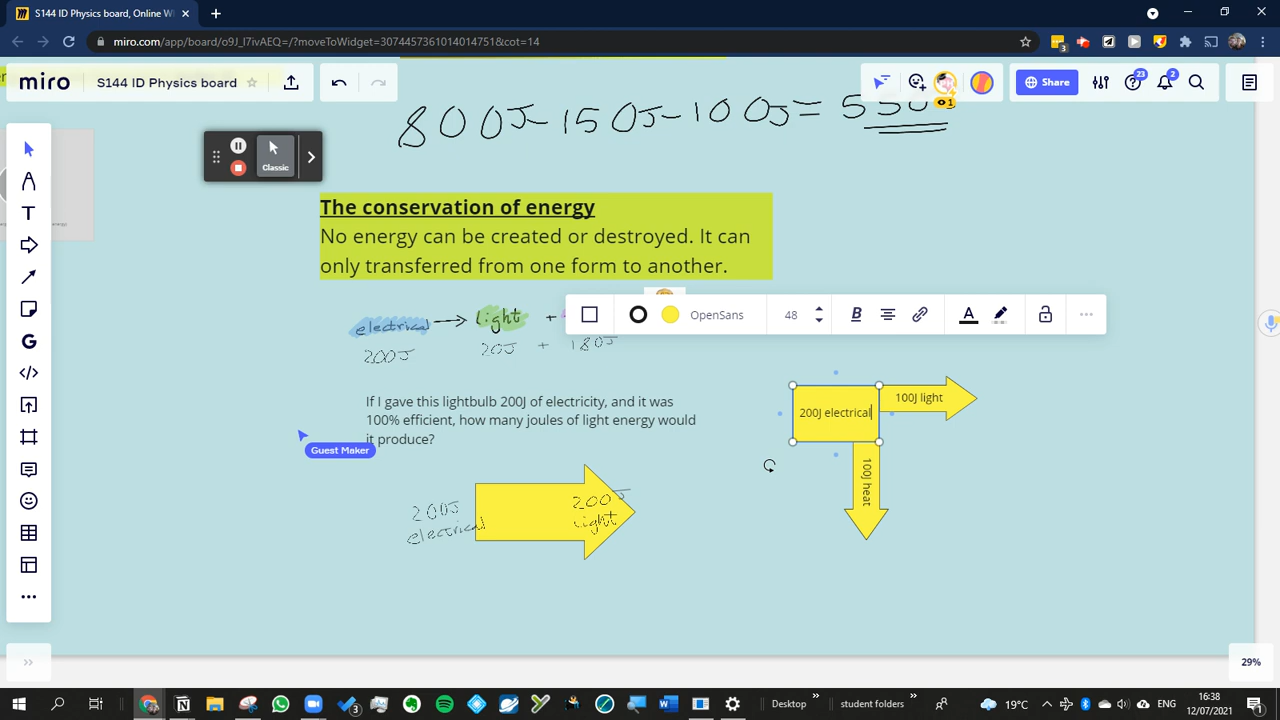 S144 ID Physics board, Online W
miro.com/app/board/o9J_l7ivAEQ=/?moveToWidget=3074457361014014751&cot=14
3
miro
S144 ID Physics board
1
Share
23
2
800J - 150J - 100J = 550
Classic
The conservation of energy
No energy can be created or destroyed. It can
only transferred from one form to another.
OpenSans
48
B
A
electrical → light +
200J 20J + 180J
If I gave this lightbulb 200J of electricity, and it was
100% efficient, how many joules of light energy would
it produce?
Guest Maker
200J electrical
100J light
100J heat
200J
electrical
200J
light
29%
3
Desktop
student folders
19°C
ENG
16:38
12/07/2021